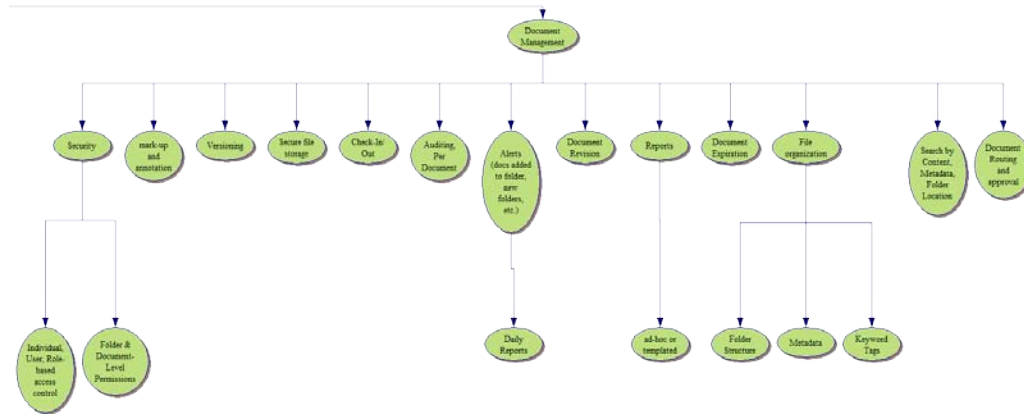 Document
Management
Security
mark-up
and
annotation
Versioning
Secure file
storage
Check-In/
Out
Auditing,
Per
Document
Alerts
(docs added
to folder,
new
folders,
etc.)
Document
Revision
Reports
Document
Expiration
File
organization
Search by
Content,
Metadata,
Folder
Location
Document
Routing
and
approval
Individual,
User, Role-
based
access
control
Folder &
Document-
Level
Permissions
Daily
Reports
ad-hoc or
templated
Folder
Structure
Metadata
Keyword
Tags